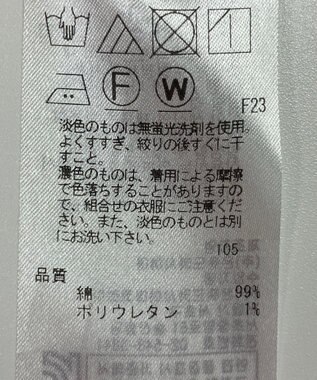 F W
F23
淡色のものは無蛍光洗剤を使用。
よくすすぎ、絞りの後すぐに干
すこと。
濃色のものは、着用による摩擦
で色落ちすることがありますの
で、組合せの衣服にご注意くだ
さい。また、淡色のものとは別
にお洗い下さい。
105
品質
綿 99%
ポリウレタン 1%